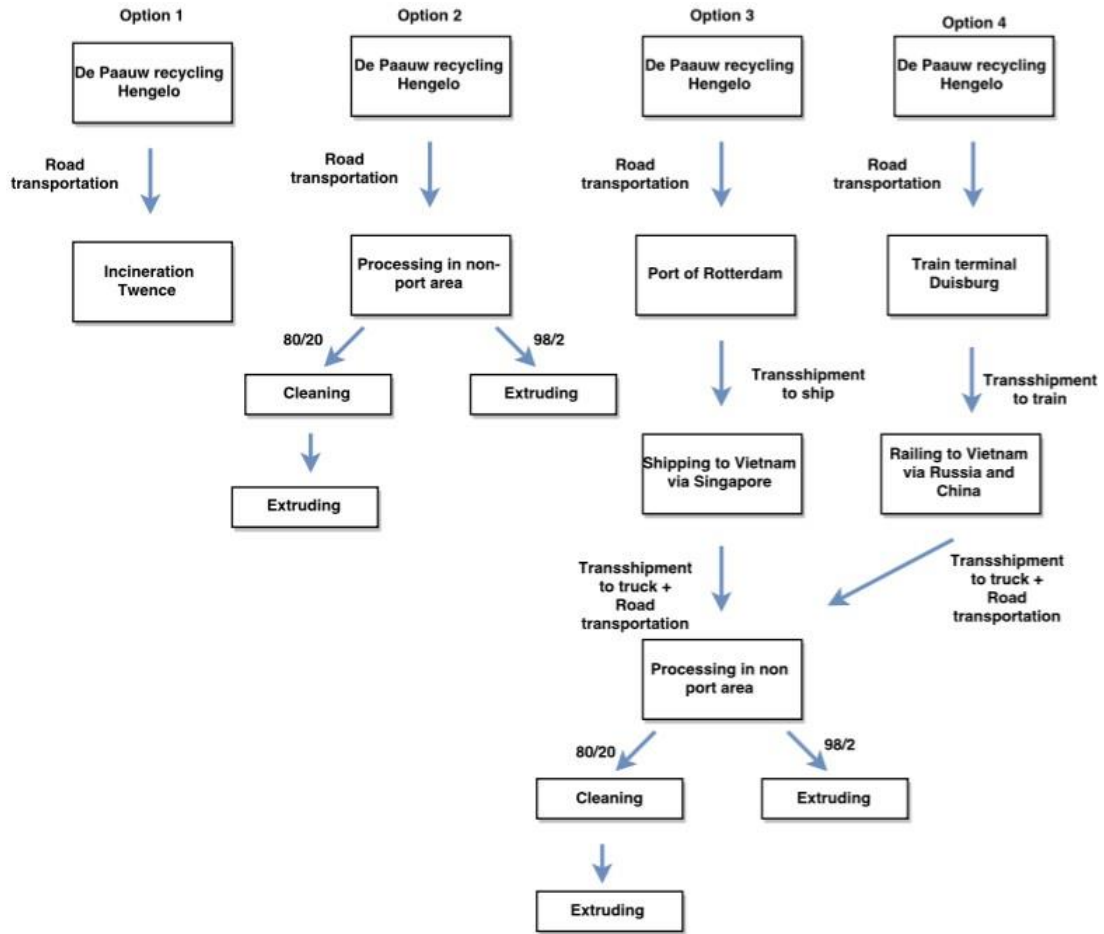 Option 1
Option 2
Option 3
Option 4
De Paauw recycling
Hengelo
De Paauw recycling
Hengelo
De Paauw recycling
Hengelo
De Paauw recycling
Hengelo
Road
transportation
Road
transportation
Road
transportation
Road
transportation
Incineration
Twence
Processing in non-
port area
Port of Rotterdam
Train terminal
Duisburg
80/20
98/2
Cleaning
Extruding
Transshipment
to ship
Transshipment
to train
Extruding
Shipping to Vietnam
via Singapore
Railing to Vietnam
via Russia and
China
Transshipment
to truck +
Road
transportation
Transshipment
to truck +
Road
transportation
Processing in non
port area
80/20
98/2
Cleaning
Extruding
Extruding